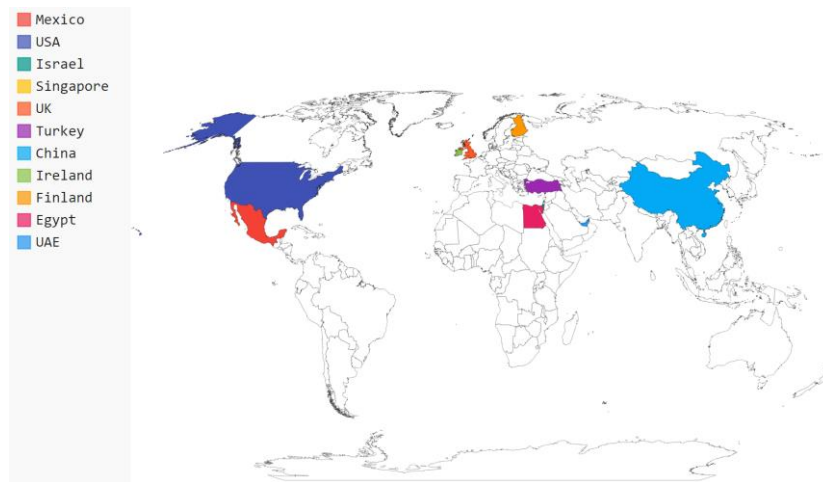 Mexico
USA
Israel
Singapore
UK
Turkey
China
Ireland
Finland
Egypt
UAE